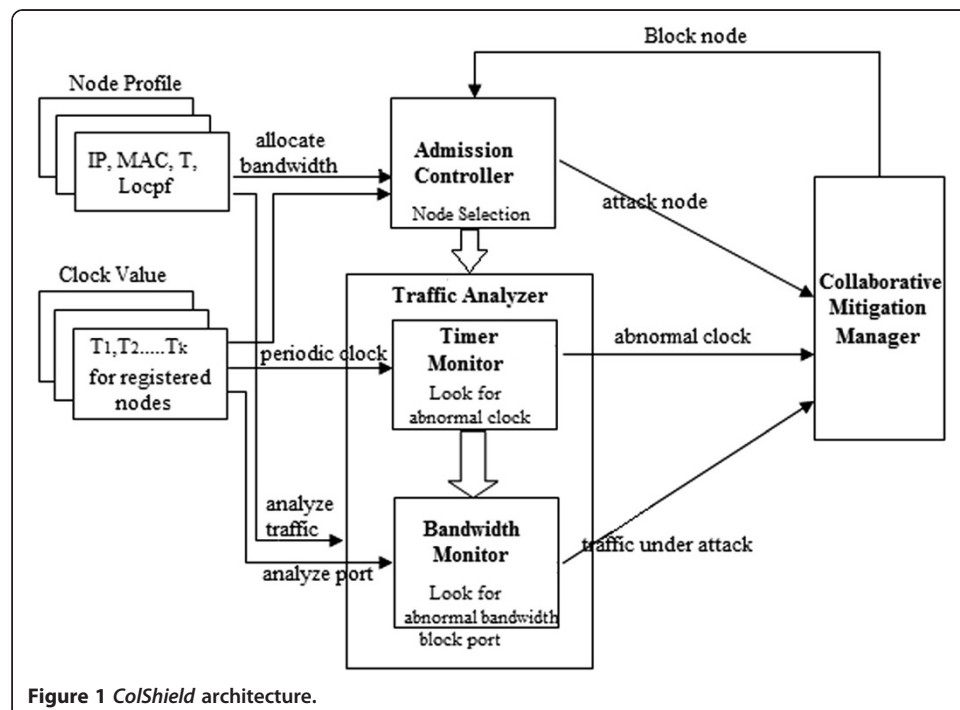 Block node
Node Profile
IP, MAC, T,
Locpf
allocate
bandwidth
Admission
Controller
Node Selection
attack node
Clock Value
T1,T2.....Tk
for registered
nodes
periodic clock
Traffic Analyzer
Timer
Monitor
Look for
abnormal clock
abnormal clock
Collaborative
Mitigation
Manager
analyze
traffic
analyze port
Bandwidth
Monitor
Look for
abnormal bandwidth
block port
traffic under attack
Figure 1 ColShield architecture.